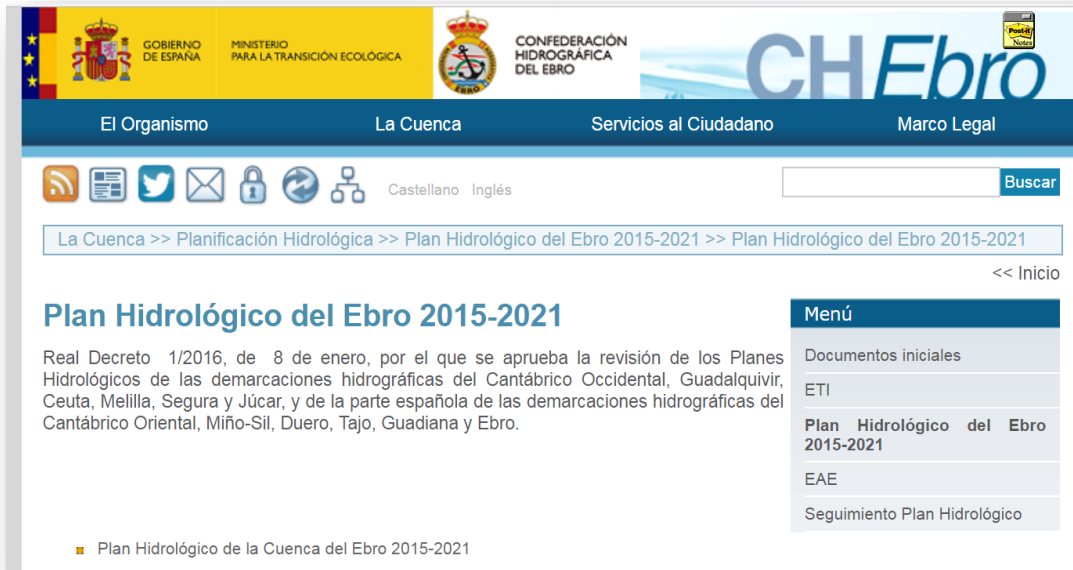 GOBIERNO
DE ESPAÑA
MINISTERIO
PARA LA TRANSICIÓN ECOLÓGICA
EBRO
CONFEDERACIÓN
HIDROGRÁFICA
DEL EBRO
CHEbro
Post-it
Notes
El Organismo La Cuenca Servicios al Ciudadano Marco Legal
Castellano Inglés
Buscar
La Cuenca >> Planificación Hidrológica >> Plan Hidrológico del Ebro 2015-2021 >> Plan Hidrológico del Ebro 2015-2021
<< Inicio
Plan Hidrológico del Ebro 2015-2021
Real Decreto 1/2016, de 8 de enero, por el que se aprueba la revisión de los Planes
Hidrológicos de las demarcaciones hidrográficas del Cantábrico Occidental, Guadalquivir,
Ceuta, Melilla, Segura y Júcar, y de la parte española de las demarcaciones hidrográficas del
Cantábrico Oriental, Miño-Sil, Duero, Tajo, Guadiana y Ebro.
Plan Hidrológico de la Cuenca del Ebro 2015-2021
Menú
Documentos iniciales
ETI
Plan Hidrológico del Ebro
2015-2021
EAE
Seguimiento Plan Hidrológico